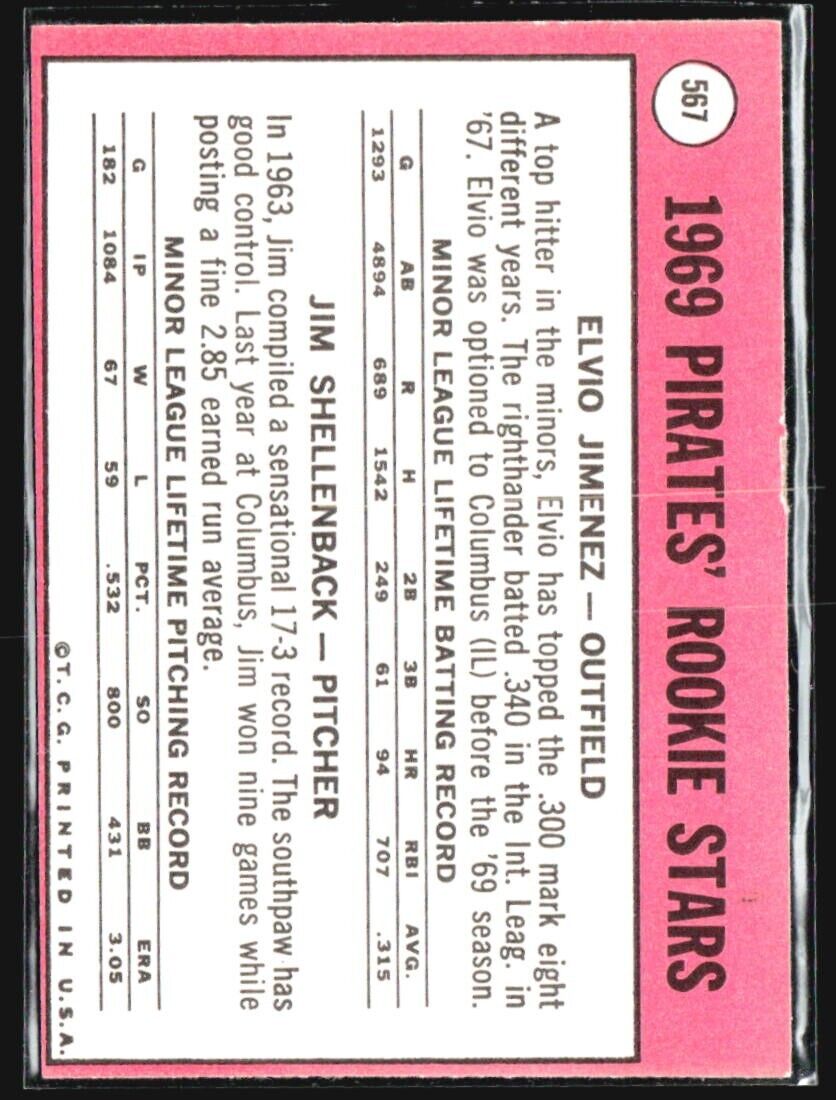 567
1969 PIRATES' ROOKIE STARS
ELVIO JIMENEZ — OUTFIELD
A top hitter in the minors, Elvio has topped the .300 mark eight
different years. The righthander batted .340 in the Int. Leag. in
'67. Elvio was optioned to Columbus (IL) before the '69 season.
MINOR LEAGUE LIFETIME BATTING RECORD
G AB R H 2B 3B HR RBI AVG.
1293 4894 689 1542 249 61 94 707 .315
JIM SHELLENBACK — PITCHER
In 1963, Jim compiled a sensational 17-3 record. The southpaw has
good control. Last year at Columbus, Jim won nine games while
posting a fine 2.85 earned run average.
MINOR LEAGUE LIFETIME PITCHING RECORD
G IP W L PCT. SO BB ERA
182 1084 67 59 .532 800 431 3.05
©T.C.G. PRINTED IN U.S.A.